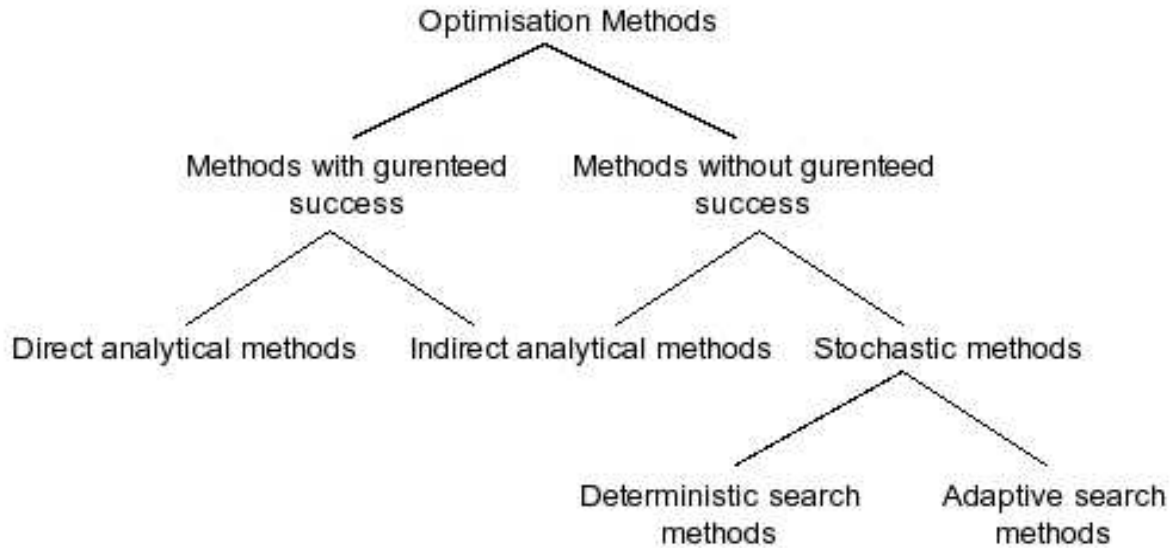 Optimisation Methods
Methods with gurenteed
success
Methods without gurenteed
success
Direct analytical methods
Indirect analytical methods
Stochastic methods
Deterministic search
methods
Adaptive search
methods